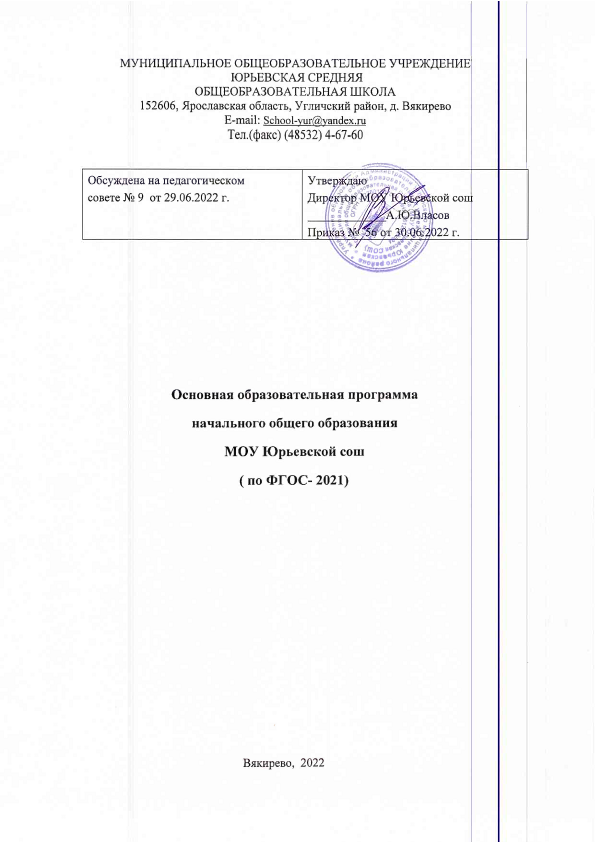 МУНИЦИПАЛЬНОЕ ОБЩЕОБРАЗОВАТЕЛЬНОЕ УЧРЕЖДЕНИЕ
ЮРЬЕВСКАЯ СРЕДНЯЯ
ОБЩЕОБРАЗОВАТЕЛЬНАЯ ШКОЛА
152606, Ярославская область, Угличский район, д. Вякирево
E-mail: School-yur@yandex.ru
Тел.(факс) (48532) 4-67-60
Обсуждена на педагогическом
совете № 9 от 29.06.2022 г.
Утверждаю
Директор МОУ Юрьевской сош
А.Ю.Власов
Приказ № 56 от 30.06.2022 г.
Основная образовательная программа
начального общего образования
МОУ Юрьевской сош
( по ФГОС- 2021)
Вякирево, 2022